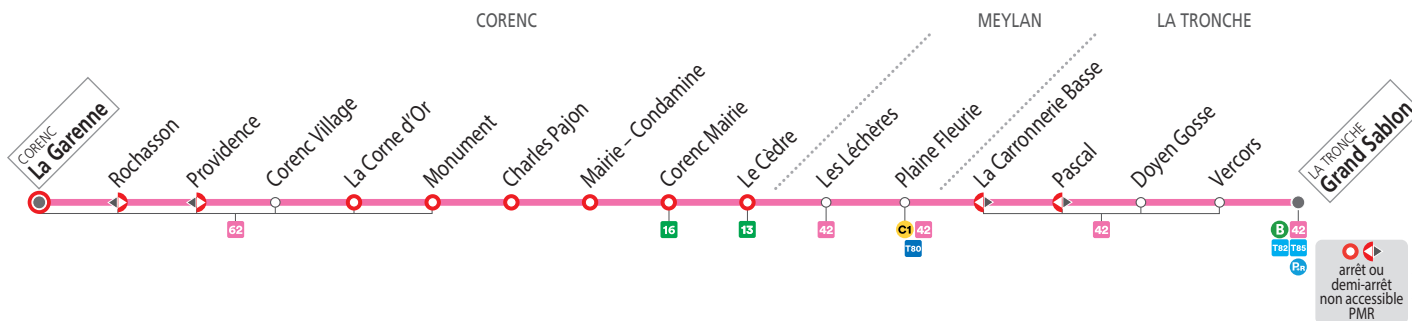 CORENC
MEYLAN
LA TRONCHE
CORENC
La Garenne
Rochasson
Providence
Corenc Village
La Corne d'Or
Monument
Charles Pajon
Mairie – Condamine
Corenc Mairie
Le Cèdre
Les Léchères
Plaine Fleurie
La Carronnerie Basse
Pascal
Doyen Gosse
Vercors
LA TRONCHE
Grand Sablon
62
16
13
42
C1 42
T80
42
B 42
T82 T85
P+R
arrêt ou
demi-arrêt
non accessible
PMR